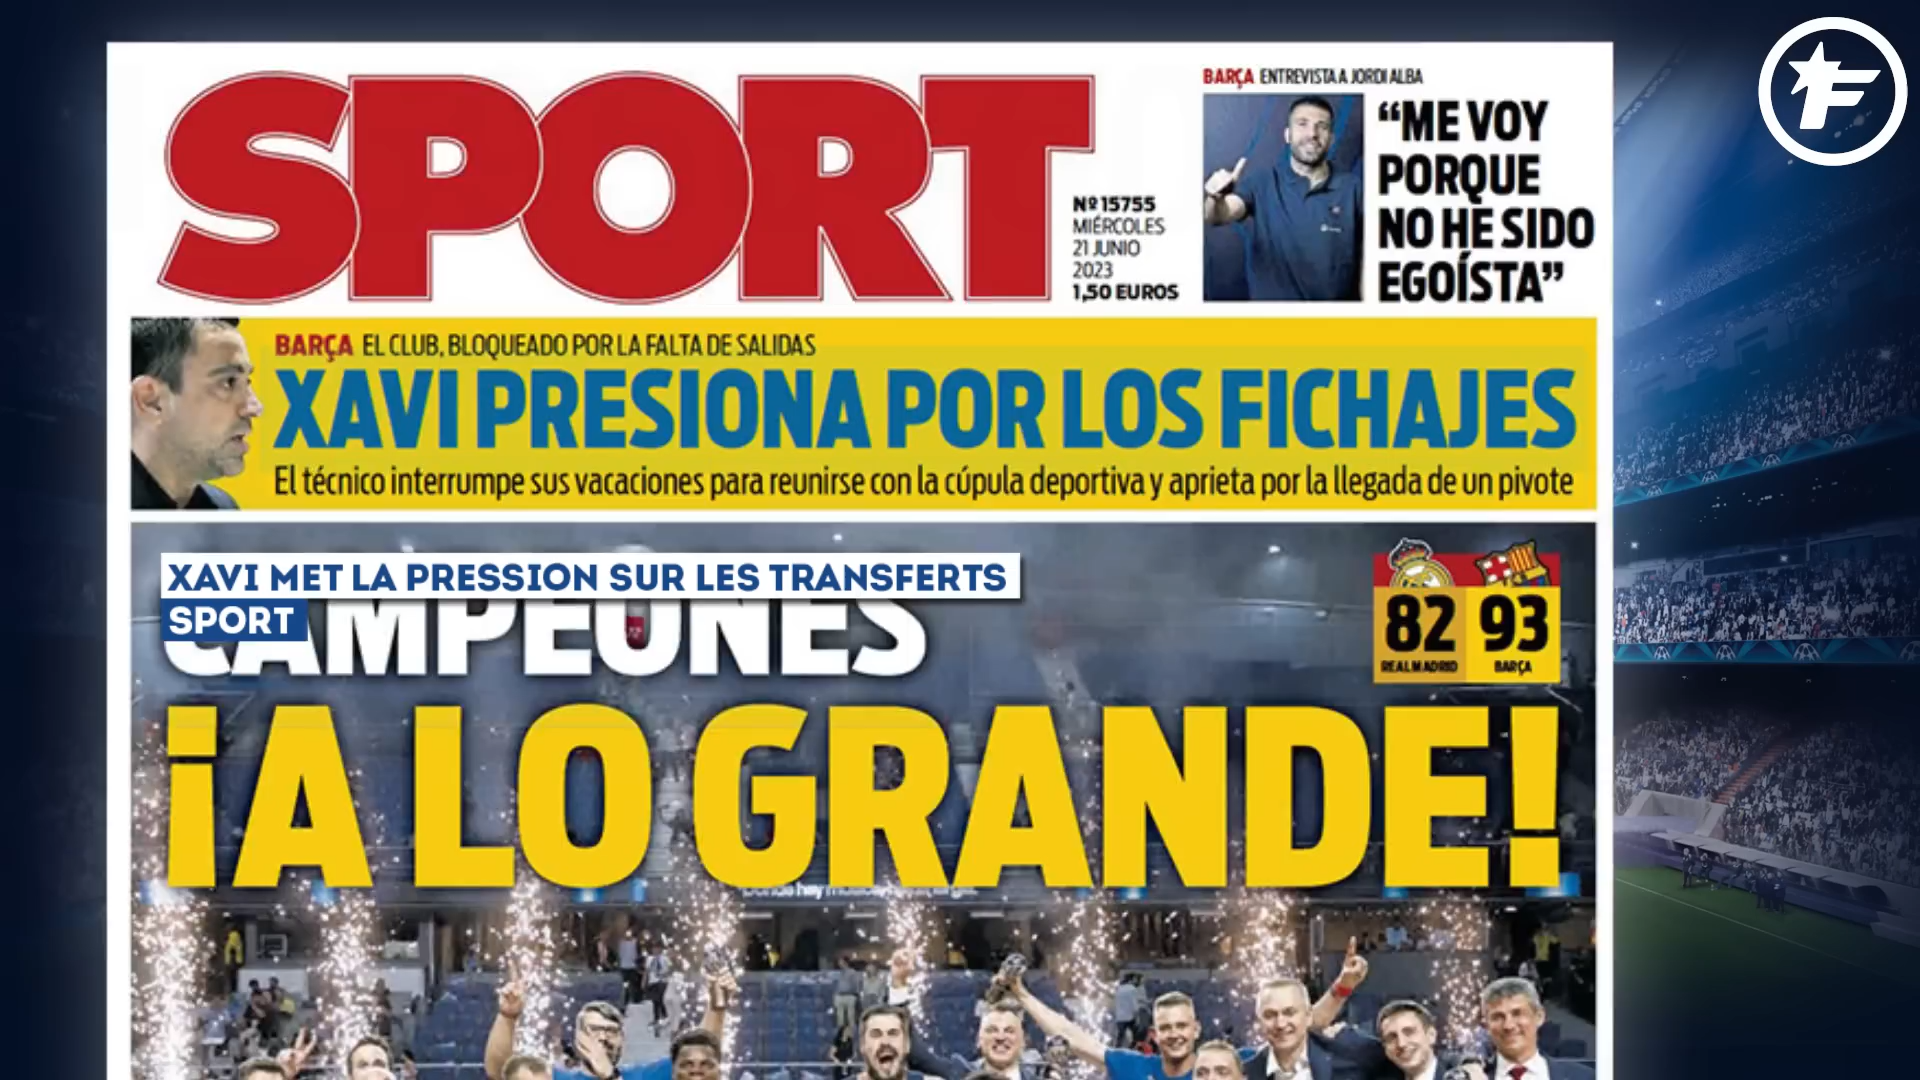 SPORT
Nº 15755
MIÉRCOLES
21 JUNIO
2023
1,50 EUROS
BARÇA ENTREVISTA A JORDI ALBA
“ME VOY
PORQUE
NO HE SIDO
EGOÍSTA”
BARÇA EL CLUB, BLOQUEADO POR LA FALTA DE SALIDAS
XAVI PRESIONA POR LOS FICHAJES
El técnico interrumpe sus vacaciones para reunirse con la cúpula deportiva y aprieta por la llegada de un pivote
XAVI MET LA PRESSION SUR LES TRANSFERTS
SPORT
CAMPEONES
82 93
REAL MADRID BARÇA
¡A LO GRANDE!